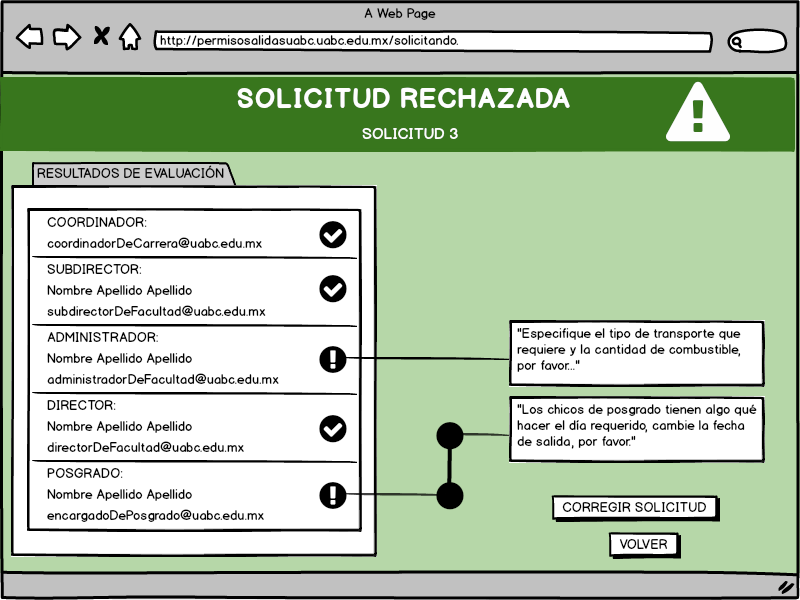 A Web Page
http://permisosalidasuabc.uabc.edu.mx/solicitando.
SOLICITUD RECHAZADA
SOLICITUD 3
RESULTADOS DE EVALUACIÓN
COORDINADOR:
coordinadorDeCarrera@uabc.edu.mx
SUBDIRECTOR:
Nombre Apellido Apellido
subdirectorDeFacultad@uabc.edu.mx
ADMINISTRADOR:
Nombre Apellido Apellido
administradorDeFacultad@uabc.edu.mx
DIRECTOR:
Nombre Apellido Apellido
directorDeFacultad@uabc.edu.mx
POSGRADO:
Nombre Apellido Apellido
encargadoDePosgrado@uabc.edu.mx
"Especifique el tipo de transporte que
requiere y la cantidad de combustible,
por favor..."
"Los chicos de posgrado tienen algo qué
hacer el día requerido, cambie la fecha
de salida, por favor."
CORREGIR SOLICITUD
VOLVER